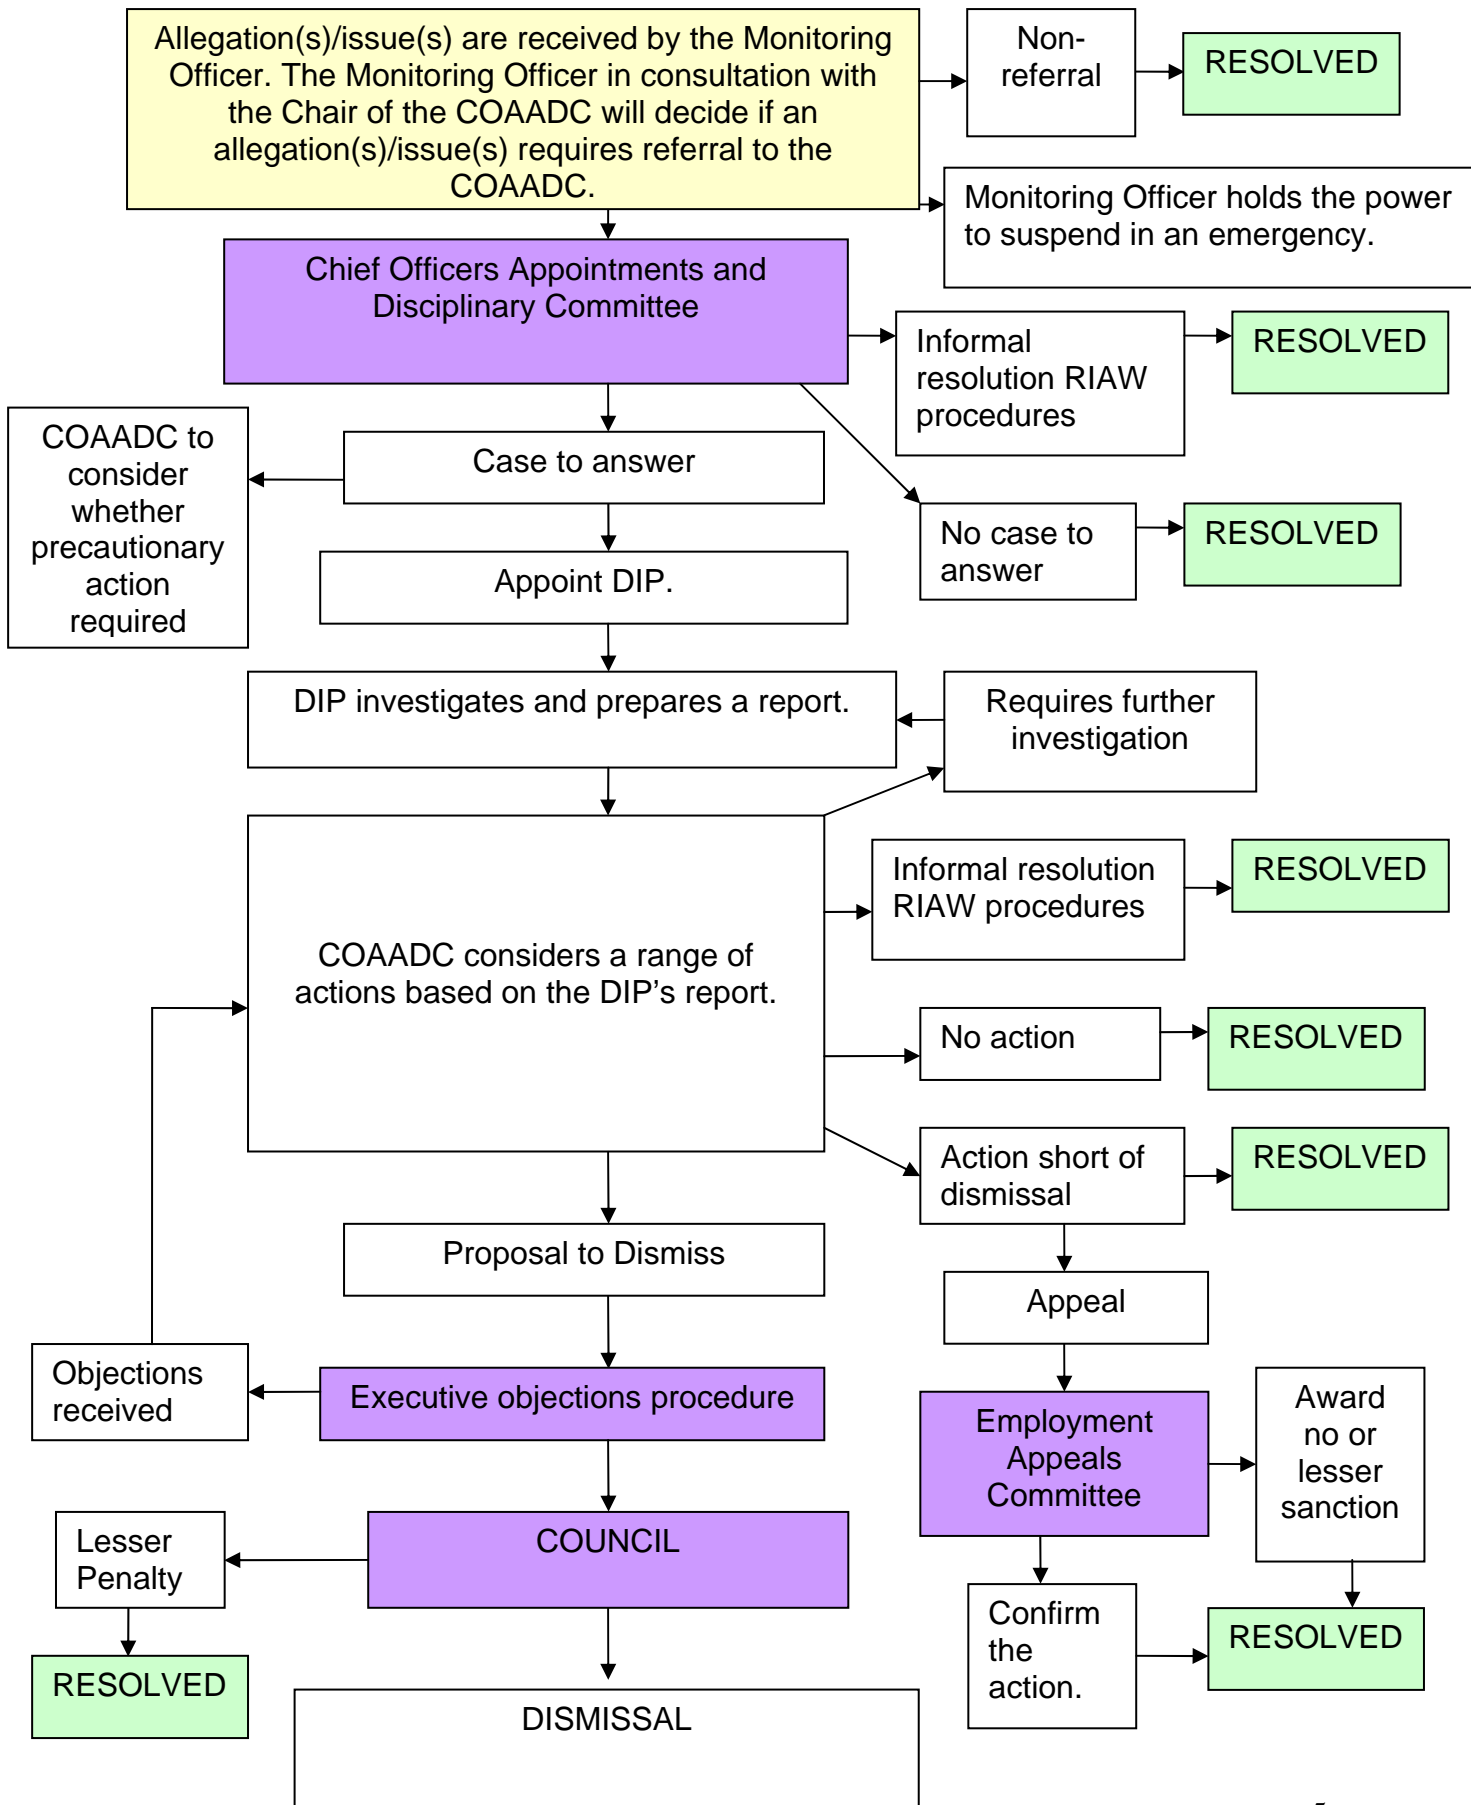 Allegation(s)/issue(s) are received by the Monitoring
Officer. The Monitoring Officer in consultation with
the Chair of the COAADC will decide if an
allegation(s)/issue(s) requires referral to the
COAADC.
Non-
referral
RESOLVED
Monitoring Officer holds the power
to suspend in an emergency.
Chief Officers Appointments and
Disciplinary Committee
Informal
resolution RIAW
procedures
RESOLVED
COAADC to
consider
whether
precautionary
action
required
Case to answer
No case to
answer
RESOLVED
Appoint DIP.
DIP investigates and prepares a report.
Requires further
investigation
COAADC considers a range of
actions based on the DIP's report.
Informal resolution
RIAW procedures
RESOLVED
No action
RESOLVED
Action short of
dismissal
RESOLVED
Proposal to Dismiss
Appeal
Objections
received
Executive objections procedure
Employment
Appeals
Committee
Award
no or
lesser
sanction
Lesser
Penalty
COUNCIL
Confirm
the
action.
RESOLVED
RESOLVED
DISMISSAL